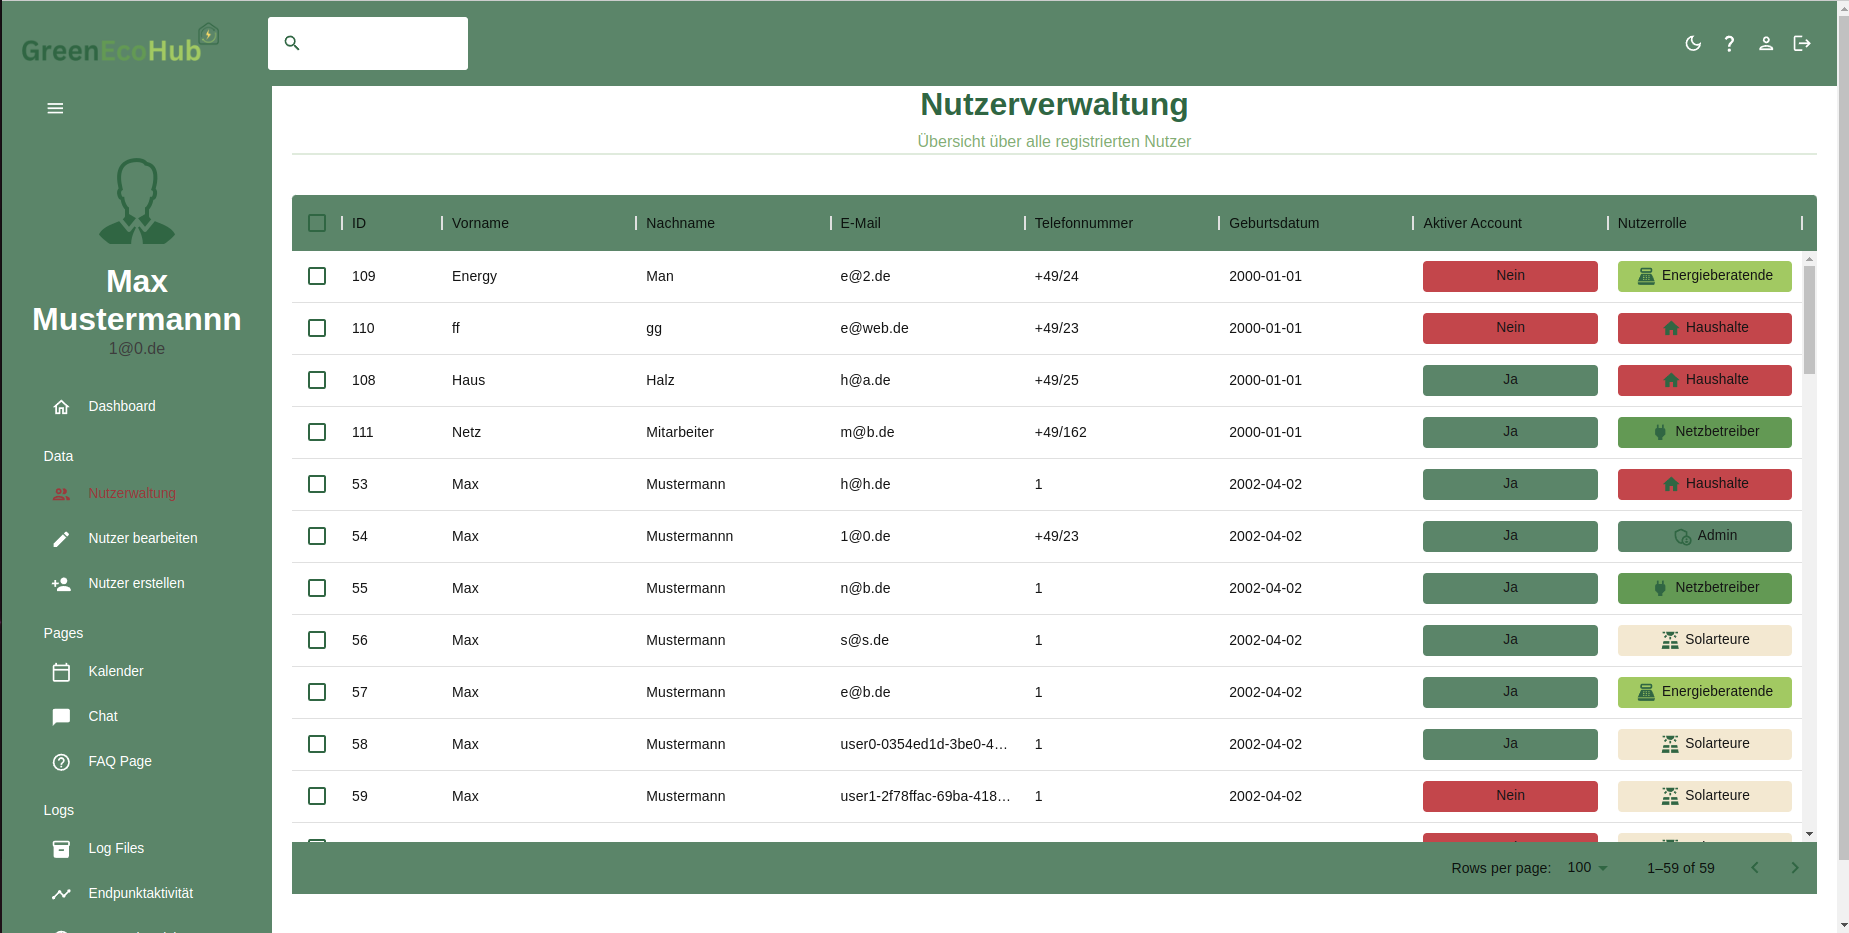 GreenEcoHub
Nutzerverwaltung
Übersicht über alle registrierten Nutzer
Max
Mustermannn
1@0.de
Dashboard
Data
Nutzerwaltung
Nutzer bearbeiten
Nutzer erstellen
Pages
Kalender
Chat
FAQ Page
Logs
Log Files
Endpunktaktivität
ID Vorname Nachname E-Mail Telefonnummer Geburtsdatum Aktiver Account Nutzerrolle
109 Energy Man e@2.de +49/24 2000-01-01 Nein Energieberatende
110 ff gg e@web.de +49/23 2000-01-01 Nein Haushalte
108 Haus Halz h@a.de +49/25 2000-01-01 Ja Haushalte
111 Netz Mitarbeiter m@b.de +49/162 2000-01-01 Ja Netzbetreiber
53 Max Mustermann h@h.de 1 2002-04-02 Ja Haushalte
54 Max Mustermannn 1@0.de +49/23 2002-04-02 Ja Admin
55 Max Mustermann n@b.de 1 2002-04-02 Ja Netzbetreiber
56 Max Mustermann s@s.de 1 2002-04-02 Ja Solarteure
57 Max Mustermann e@b.de 1 2002-04-02 Ja Energieberatende
58 Max Mustermann user0-0354ed1d-3be0-4… 1 2002-04-02 Ja Solarteure
59 Max Mustermann user1-2f78ffac-69ba-418… 1 2002-04-02 Nein Solarteure
Rows per page: 100 1–59 of 59